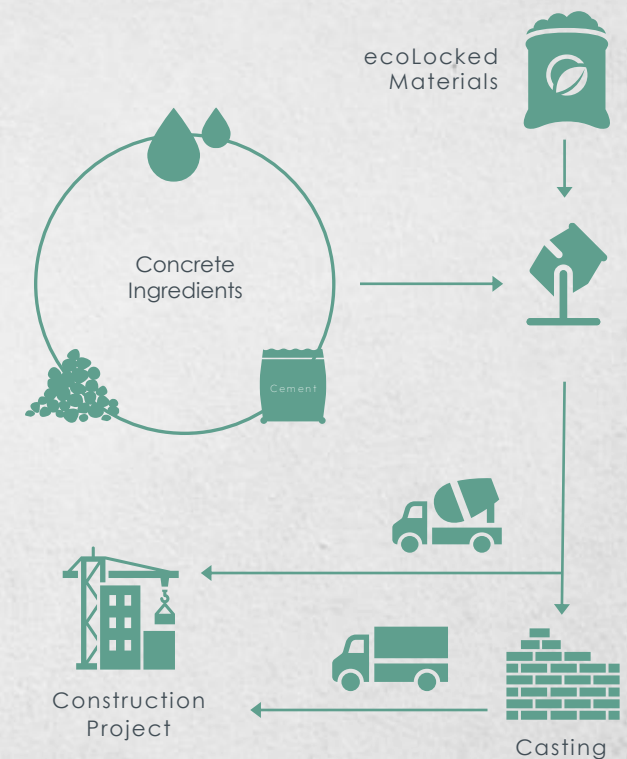 ecoLocked
Materials
Concrete
Ingredients
Cement
Construction
Project
Casting